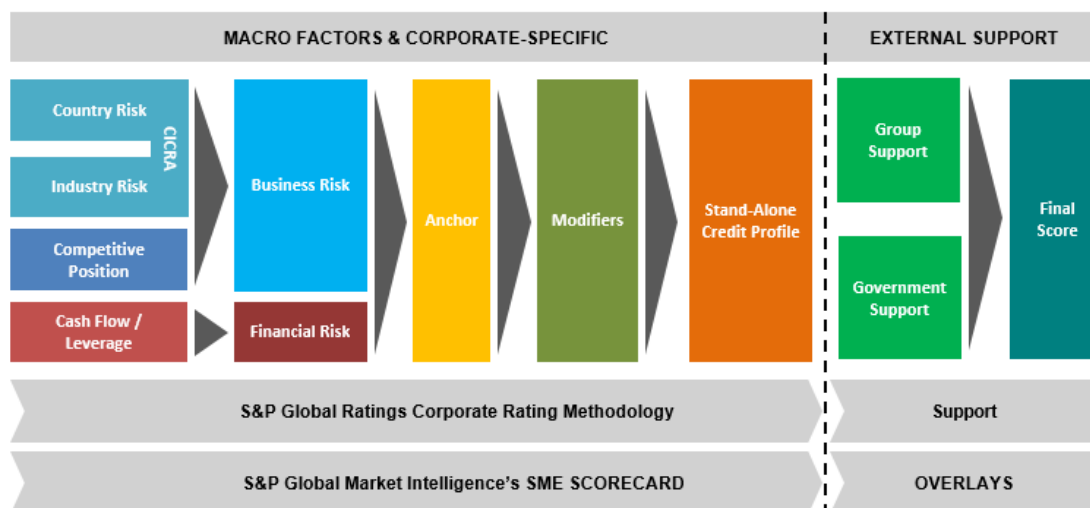 MACRO FACTORS & CORPORATE-SPECIFIC
EXTERNAL SUPPORT
Country Risk
CICRA
Industry Risk
Competitive
Position
Cash Flow /
Leverage
Business Risk
Financial Risk
Anchor
Modifiers
Stand-Alone
Credit Profile
Group
Support
Government
Support
Final
Score
S&P Global Ratings Corporate Rating Methodology
Support
S&P Global Market Intelligence's SME SCORECARD
OVERLAYS